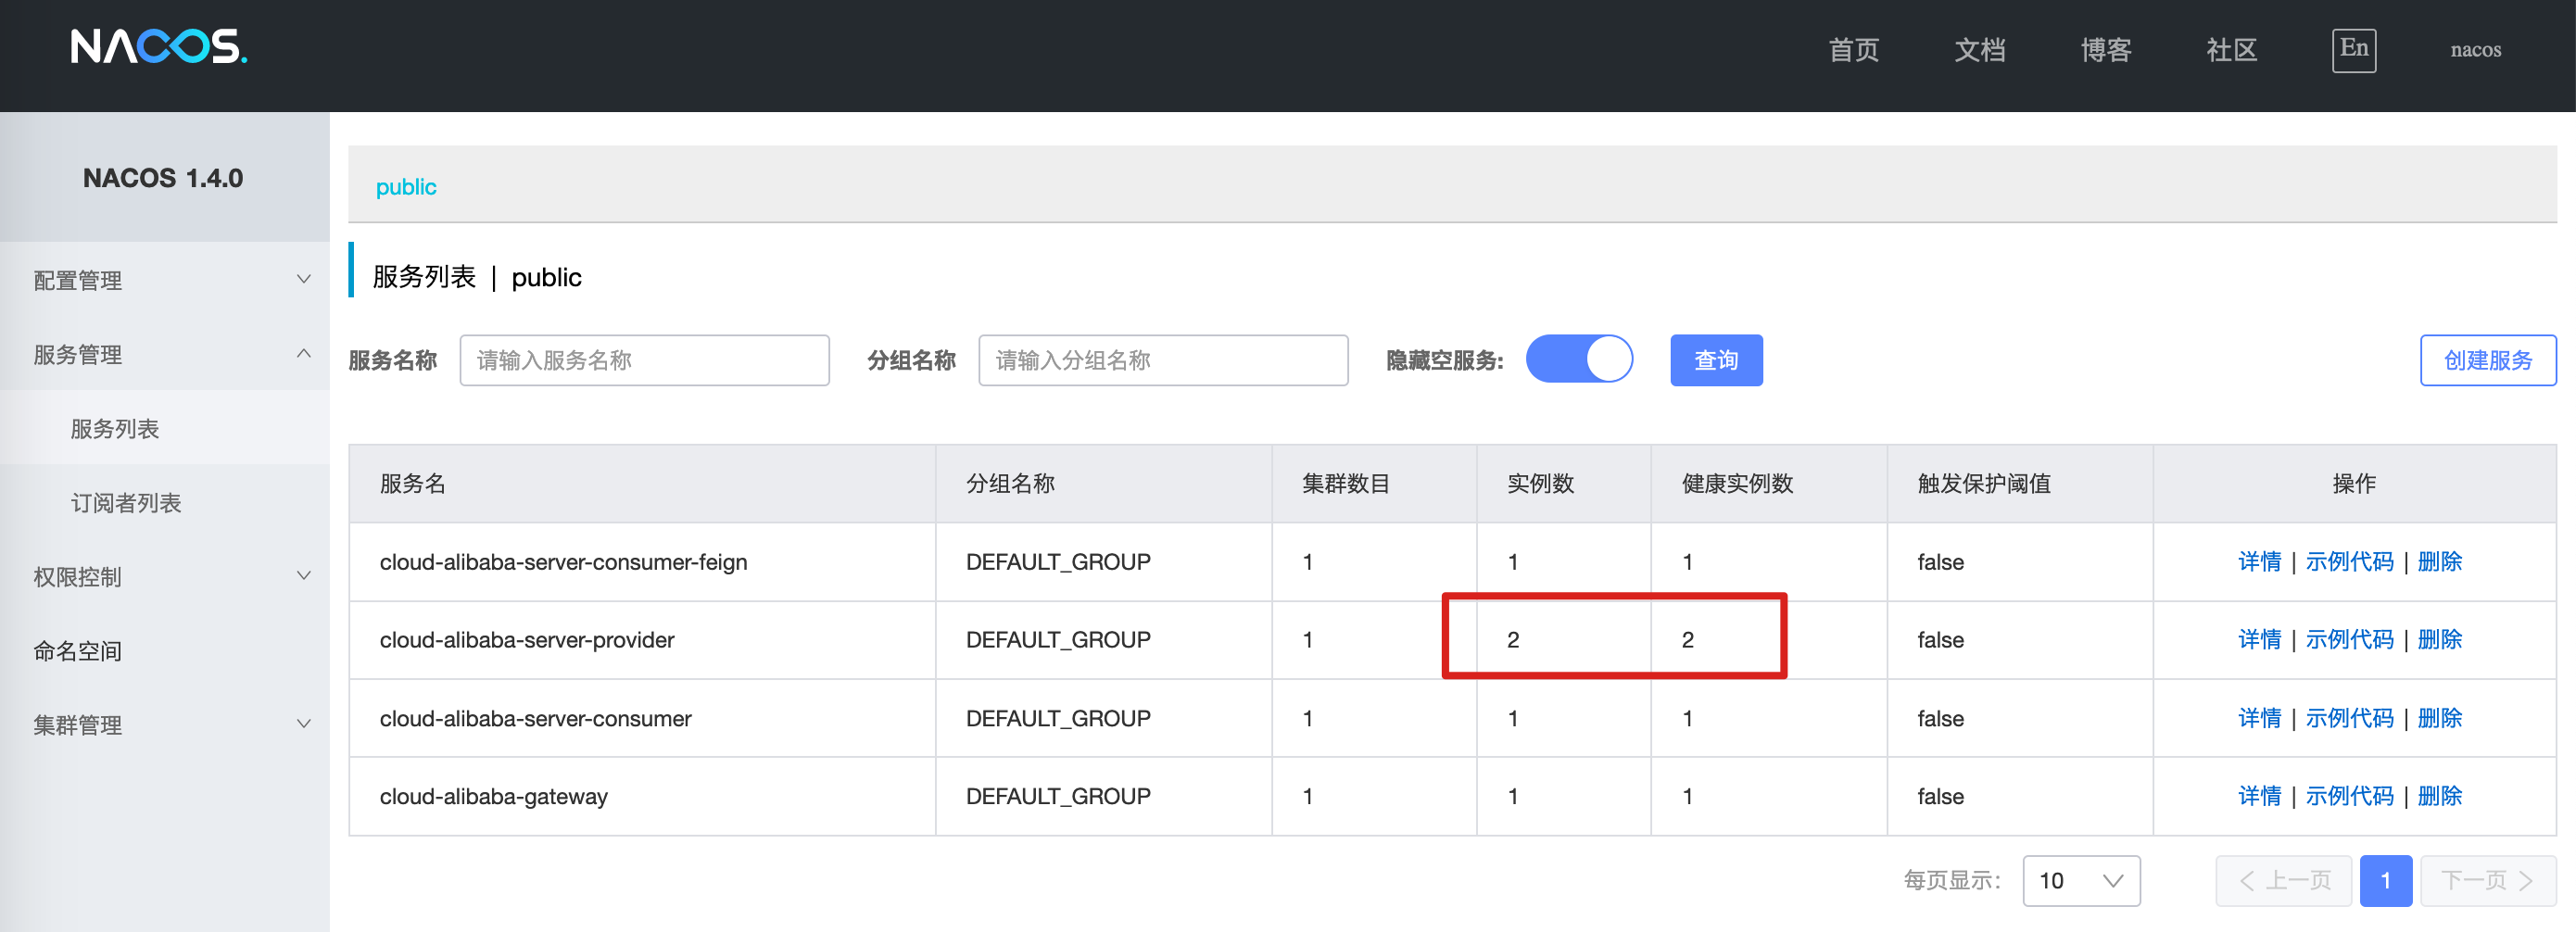 NACOS. 首页 文档 博客 社区 En nacos
NACOS 1.4.0
配置管理
服务管理
服务列表
订阅者列表
权限控制
命名空间
集群管理
public
服务列表 | public
服务名称 请输入服务名称 分组名称 请输入分组名称 隐藏空服务: 查询 创建服务
服务名 分组名称 集群数目 实例数 健康实例数 触发保护阈值 操作
cloud-alibaba-server-consumer-feign DEFAULT_GROUP 1 1 1 false 详情 | 示例代码 | 删除
cloud-alibaba-server-provider DEFAULT_GROUP 1 2 2 false 详情 | 示例代码 | 删除
cloud-alibaba-server-consumer DEFAULT_GROUP 1 1 1 false 详情 | 示例代码 | 删除
cloud-alibaba-gateway DEFAULT_GROUP 1 1 1 false 详情 | 示例代码 | 删除
每页显示: 10 上一页 1 下一页